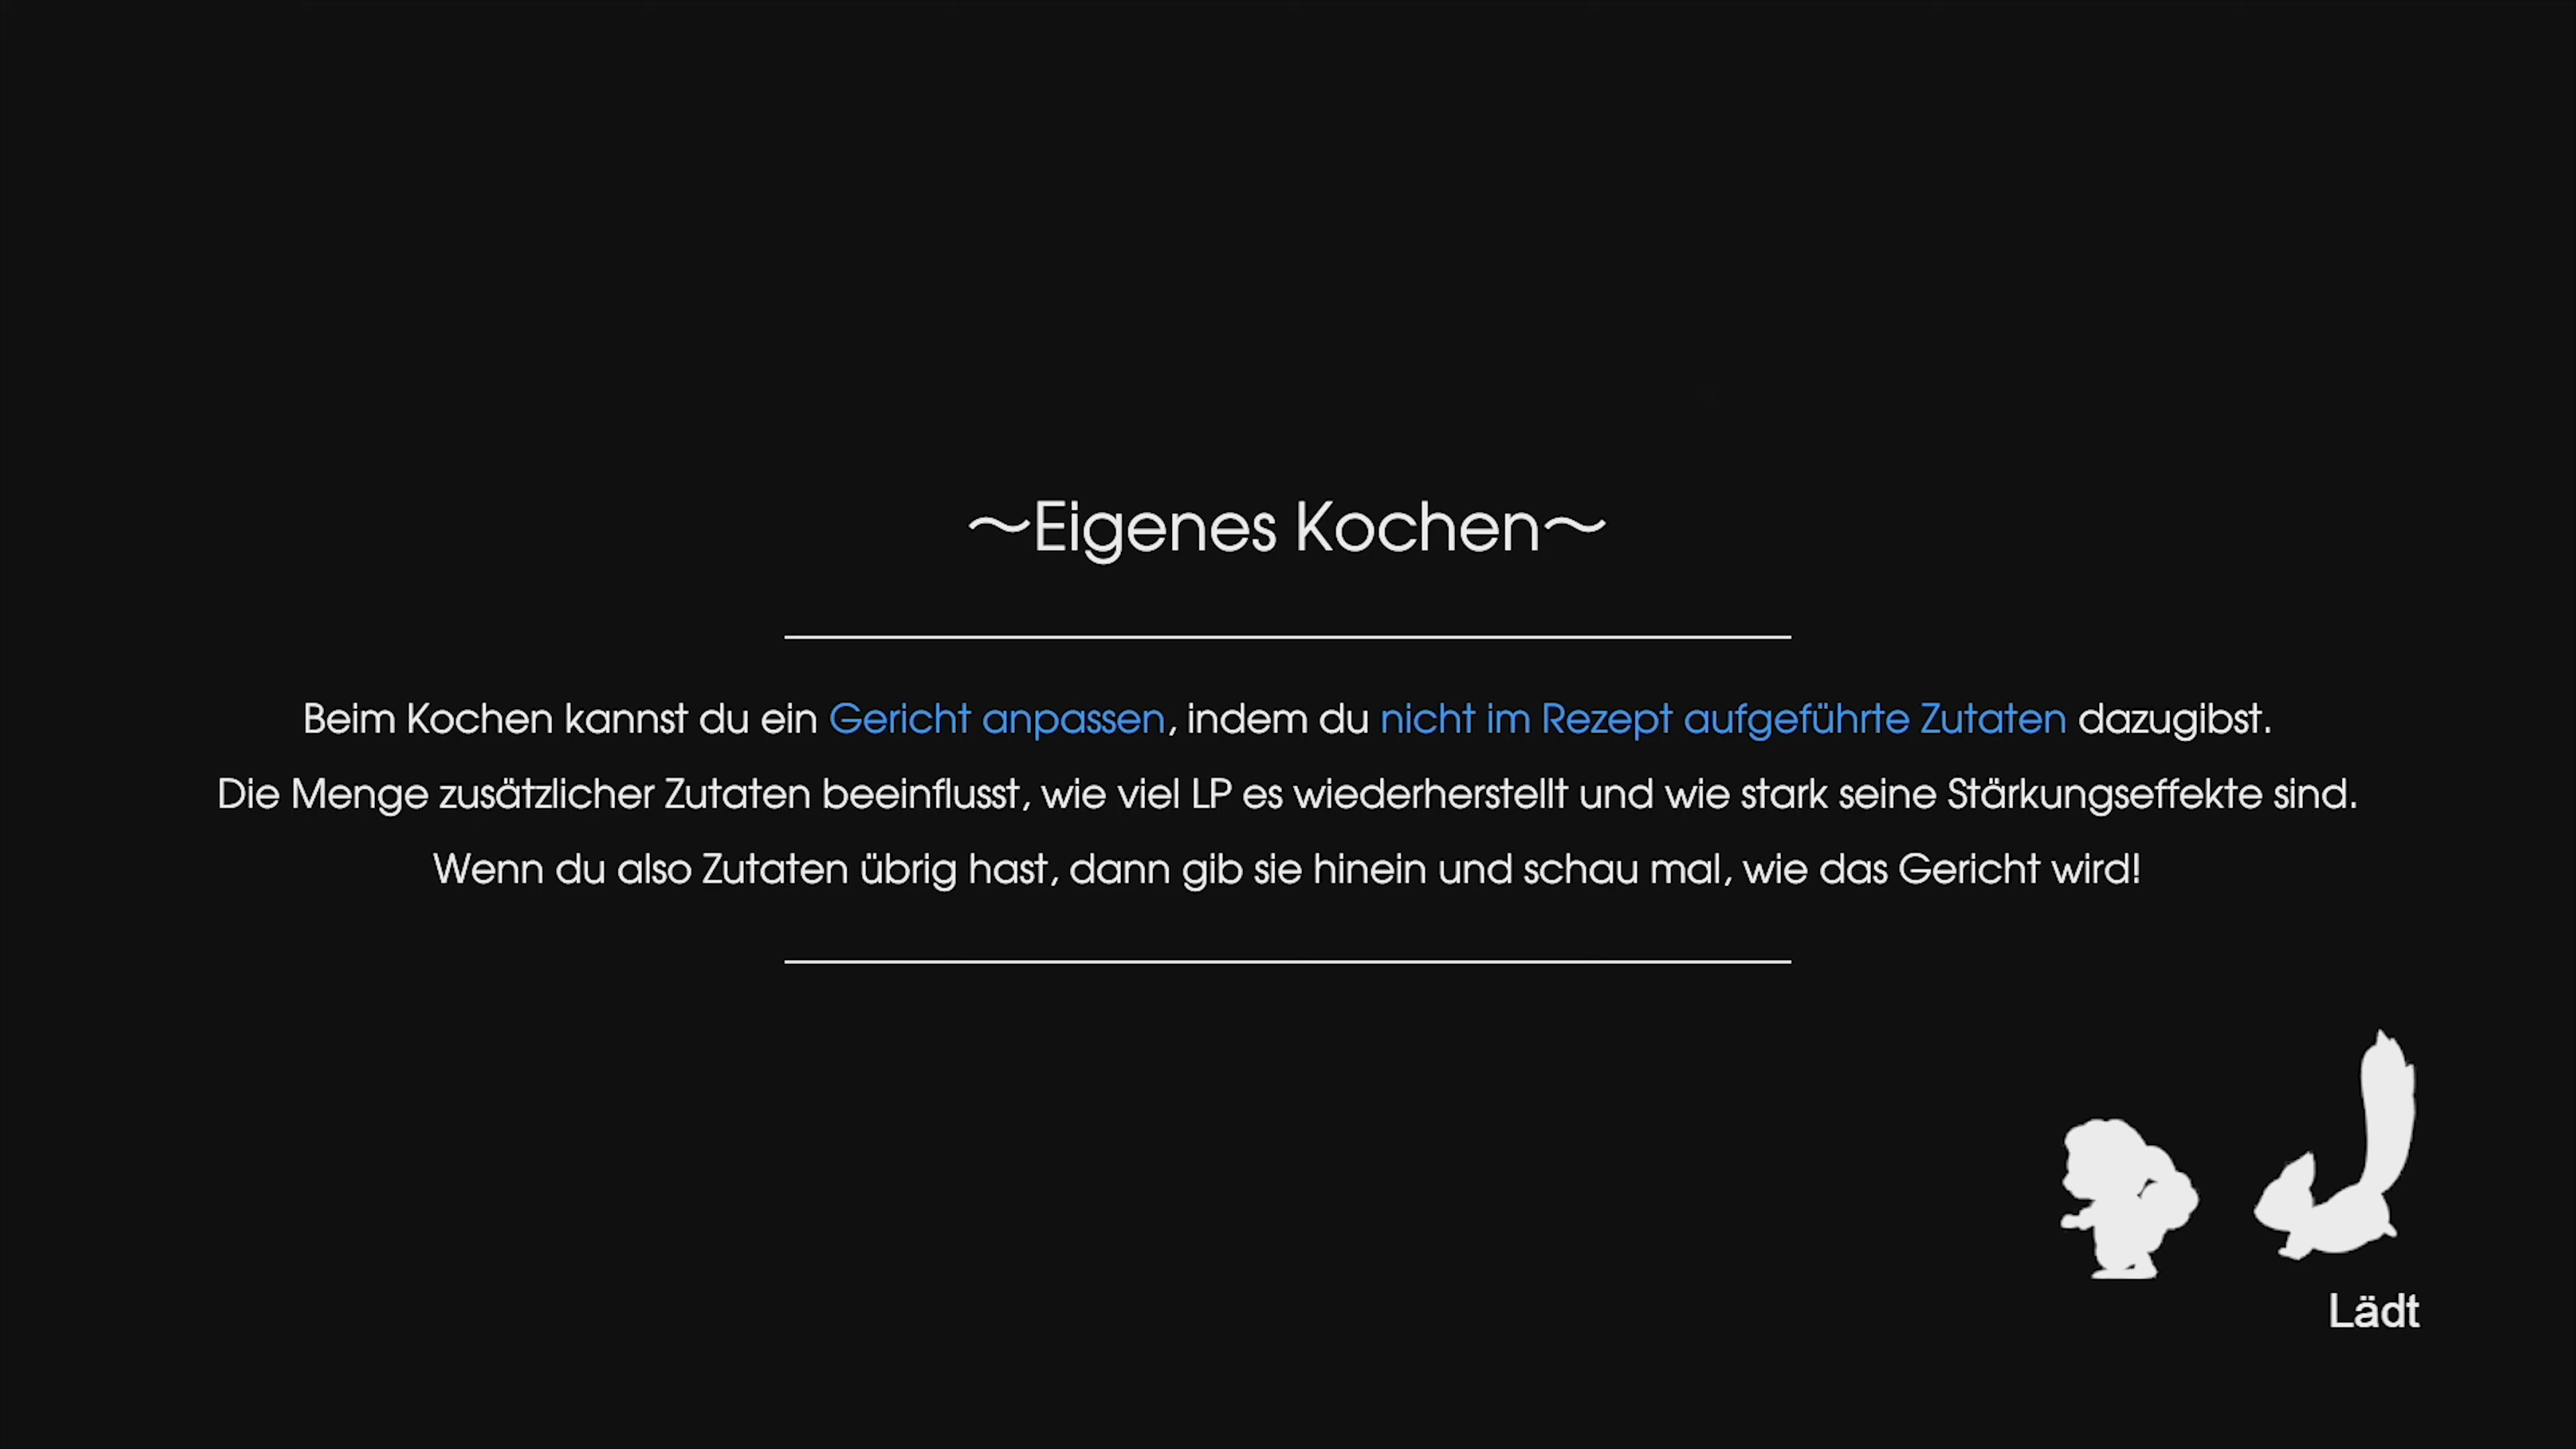 ～Eigenes Kochen～
Beim Kochen kannst du ein Gericht anpassen, indem du nicht im Rezept aufgeführte Zutaten dazugibst.
Die Menge zusätzlicher Zutaten beeinflusst, wie viel LP es wiederherstellt und wie stark seine Stärkungseffekte sind.
Wenn du also Zutaten übrig hast, dann gib sie hinein und schau mal, wie das Gericht wird!
Lädt